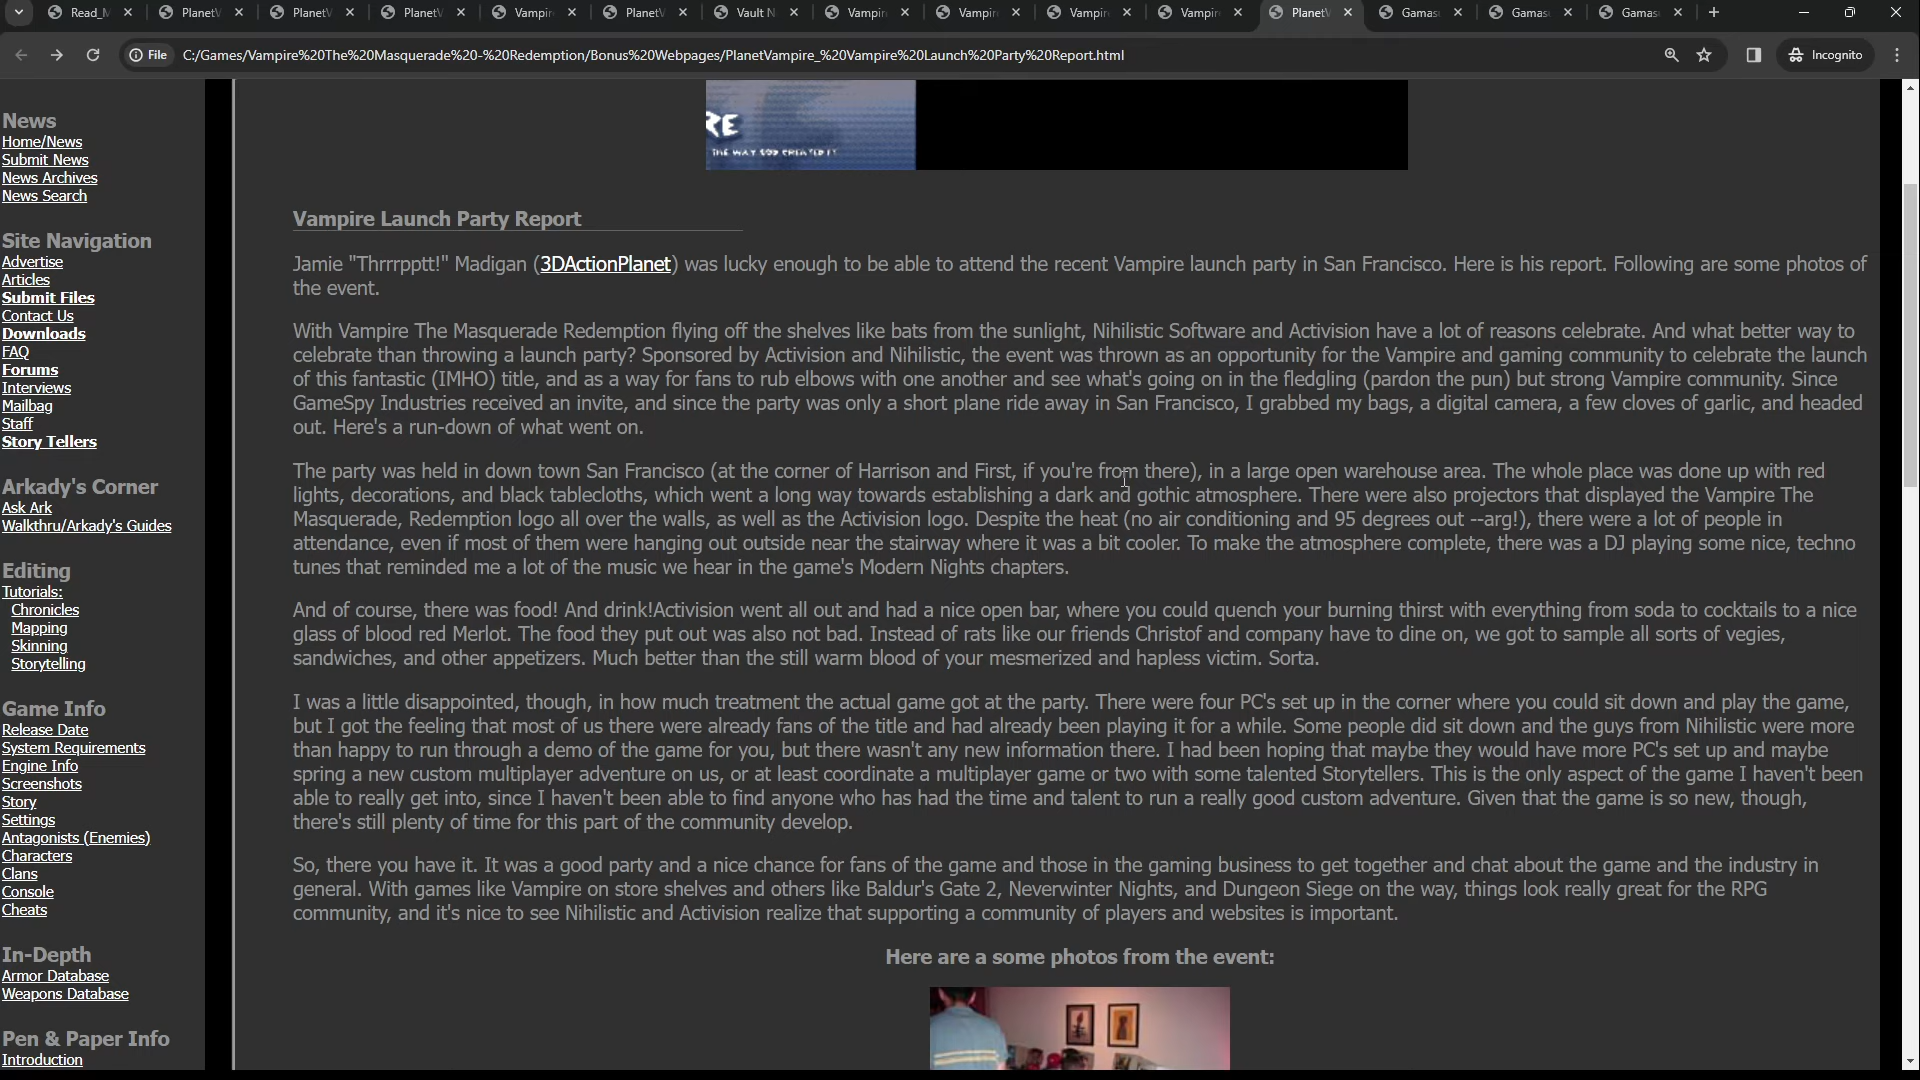 Read_M
PlanetV
PlanetV
PlanetV
Vampire
PlanetV
Vault N
Vampire
Vampire
Vampire
Vampire
PlanetV
Gamas
Gamas
Gamas
File
C:/Games/Vampire%20The%20Masquerade%20-%20Redemption/Bonus%20Webpages/PlanetVampire_%20Vampire%20Launch%20Party%20Report.html
Incognito
News
Home/News
Submit News
News Archives
News Search
Site Navigation
Advertise
Articles
Submit Files
Contact Us
Downloads
FAQ
Forums
Interviews
Mailbag
Staff
Story Tellers
Arkady's Corner
Ask Ark
Walkthru/Arkady's Guides
Editing
Tutorials:
Chronicles
Mapping
Skinning
Storytelling
Game Info
Release Date
System Requirements
Engine Info
Screenshots
Story
Settings
Antagonists (Enemies)
Characters
Clans
Console
Cheats
In-Depth
Armor Database
Weapons Database
Pen & Paper Info
Introduction
RE
THE WAY GOD CREATED IT
Vampire Launch Party Report
Jamie "Thrrrpptt!" Madigan (3DActionPlanet) was lucky enough to be able to attend the recent Vampire launch party in San Francisco. Here is his report. Following are some photos of
the event.
With Vampire The Masquerade Redemption flying off the shelves like bats from the sunlight, Nihilistic Software and Activision have a lot of reasons celebrate. And what better way to
celebrate than throwing a launch party? Sponsored by Activision and Nihilistic, the event was thrown as an opportunity for the Vampire and gaming community to celebrate the launch
of this fantastic (IMHO) title, and as a way for fans to rub elbows with one another and see what's going on in the fledgling (pardon the pun) but strong Vampire community. Since
GameSpy Industries received an invite, and since the party was only a short plane ride away in San Francisco, I grabbed my bags, a digital camera, a few cloves of garlic, and headed
out. Here's a run-down of what went on.
The party was held in down town San Francisco (at the corner of Harrison and First, if you're from there), in a large open warehouse area. The whole place was done up with red
lights, decorations, and black tablecloths, which went a long way towards establishing a dark and gothic atmosphere. There were also projectors that displayed the Vampire The
Masquerade, Redemption logo all over the walls, as well as the Activision logo. Despite the heat (no air conditioning and 95 degrees out --arg!), there were a lot of people in
attendance, even if most of them were hanging out outside near the stairway where it was a bit cooler. To make the atmosphere complete, there was a DJ playing some nice, techno
tunes that reminded me a lot of the music we hear in the game's Modern Nights chapters.
And of course, there was food! And drink!Activision went all out and had a nice open bar, where you could quench your burning thirst with everything from soda to cocktails to a nice
glass of blood red Merlot. The food they put out was also not bad. Instead of rats like our friends Christof and company have to dine on, we got to sample all sorts of vegies,
sandwiches, and other appetizers. Much better than the still warm blood of your mesmerized and hapless victim. Sorta.
I was a little disappointed, though, in how much treatment the actual game got at the party. There were four PC's set up in the corner where you could sit down and play the game,
but I got the feeling that most of us there were already fans of the title and had already been playing it for a while. Some people did sit down and the guys from Nihilistic were more
than happy to run through a demo of the game for you, but there wasn't any new information there. I had been hoping that maybe they would have more PC's set up and maybe
spring a new custom multiplayer adventure on us, or at least coordinate a multiplayer game or two with some talented Storytellers. This is the only aspect of the game I haven't been
able to really get into, since I haven't been able to find anyone who has had the time and talent to run a really good custom adventure. Given that the game is so new, though,
there's still plenty of time for this part of the community develop.
So, there you have it. It was a good party and a nice chance for fans of the game and those in the gaming business to get together and chat about the game and the industry in
general. With games like Vampire on store shelves and others like Baldur's Gate 2, Neverwinter Nights, and Dungeon Siege on the way, things look really great for the RPG
community, and it's nice to see Nihilistic and Activision realize that supporting a community of players and websites is important.
Here are a some photos from the event: